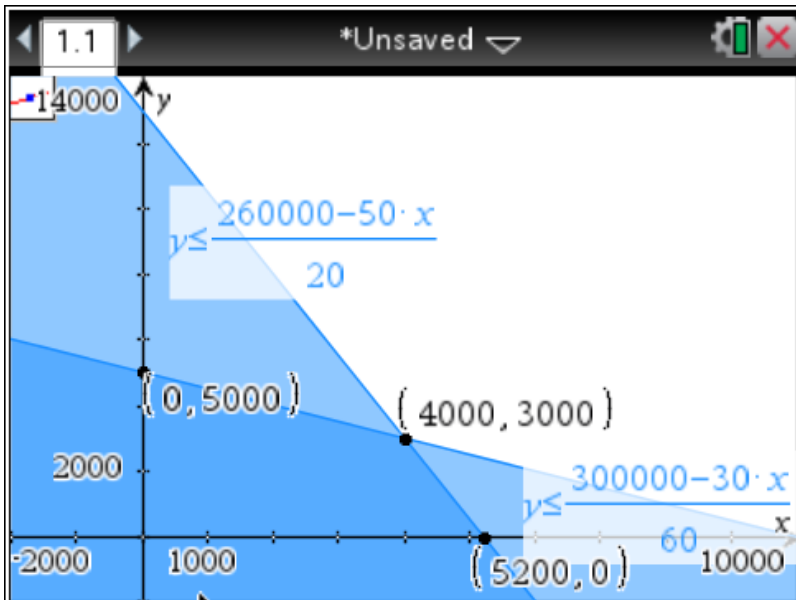 1.1 *Unsaved
14000 y
y≤ 260000−50· x
20
(0,5000) (4000,3000)
2000
y≤ 300000−30· x
60
x
-2000 1000 (5200,0) 10000